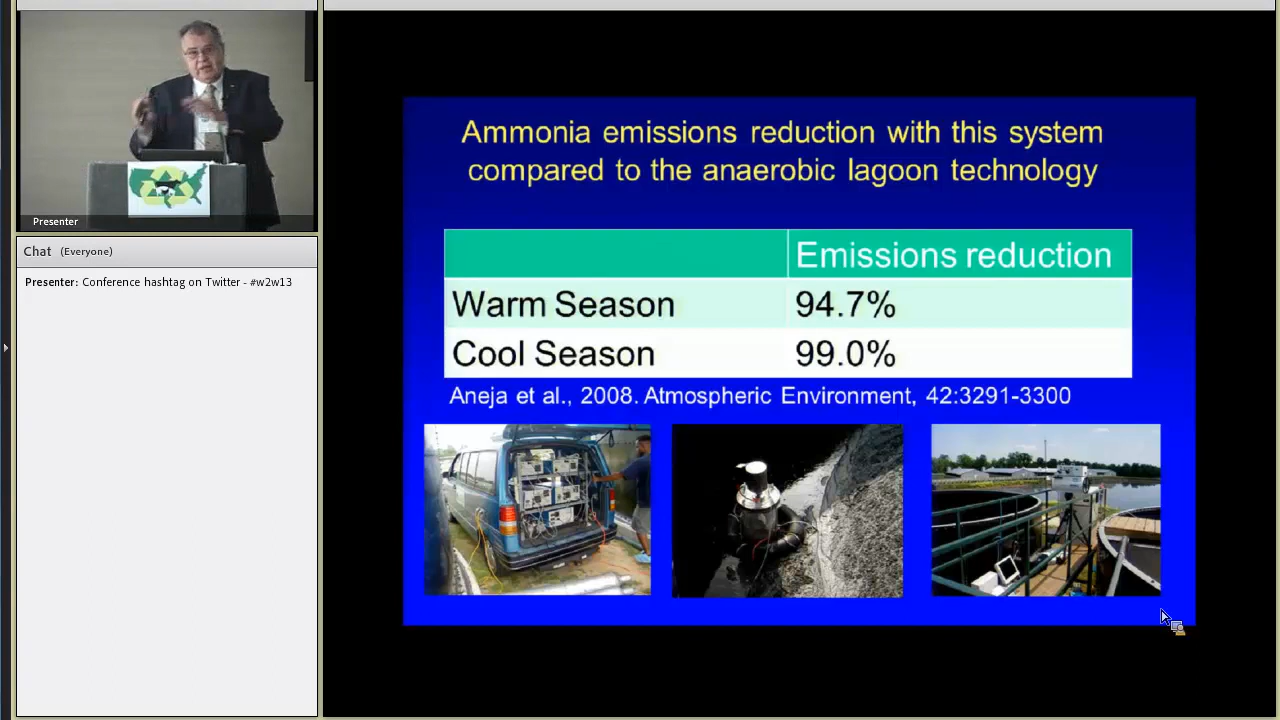 Presenter
Chat (Everyone)
Presenter: Conference hashtag on Twitter - #w2w13
Ammonia emissions reduction with this system
compared to the anaerobic lagoon technology
Emissions reduction
Warm Season 94.7%
Cool Season 99.0%
Aneja et al., 2008. Atmospheric Environment, 42:3291-3300